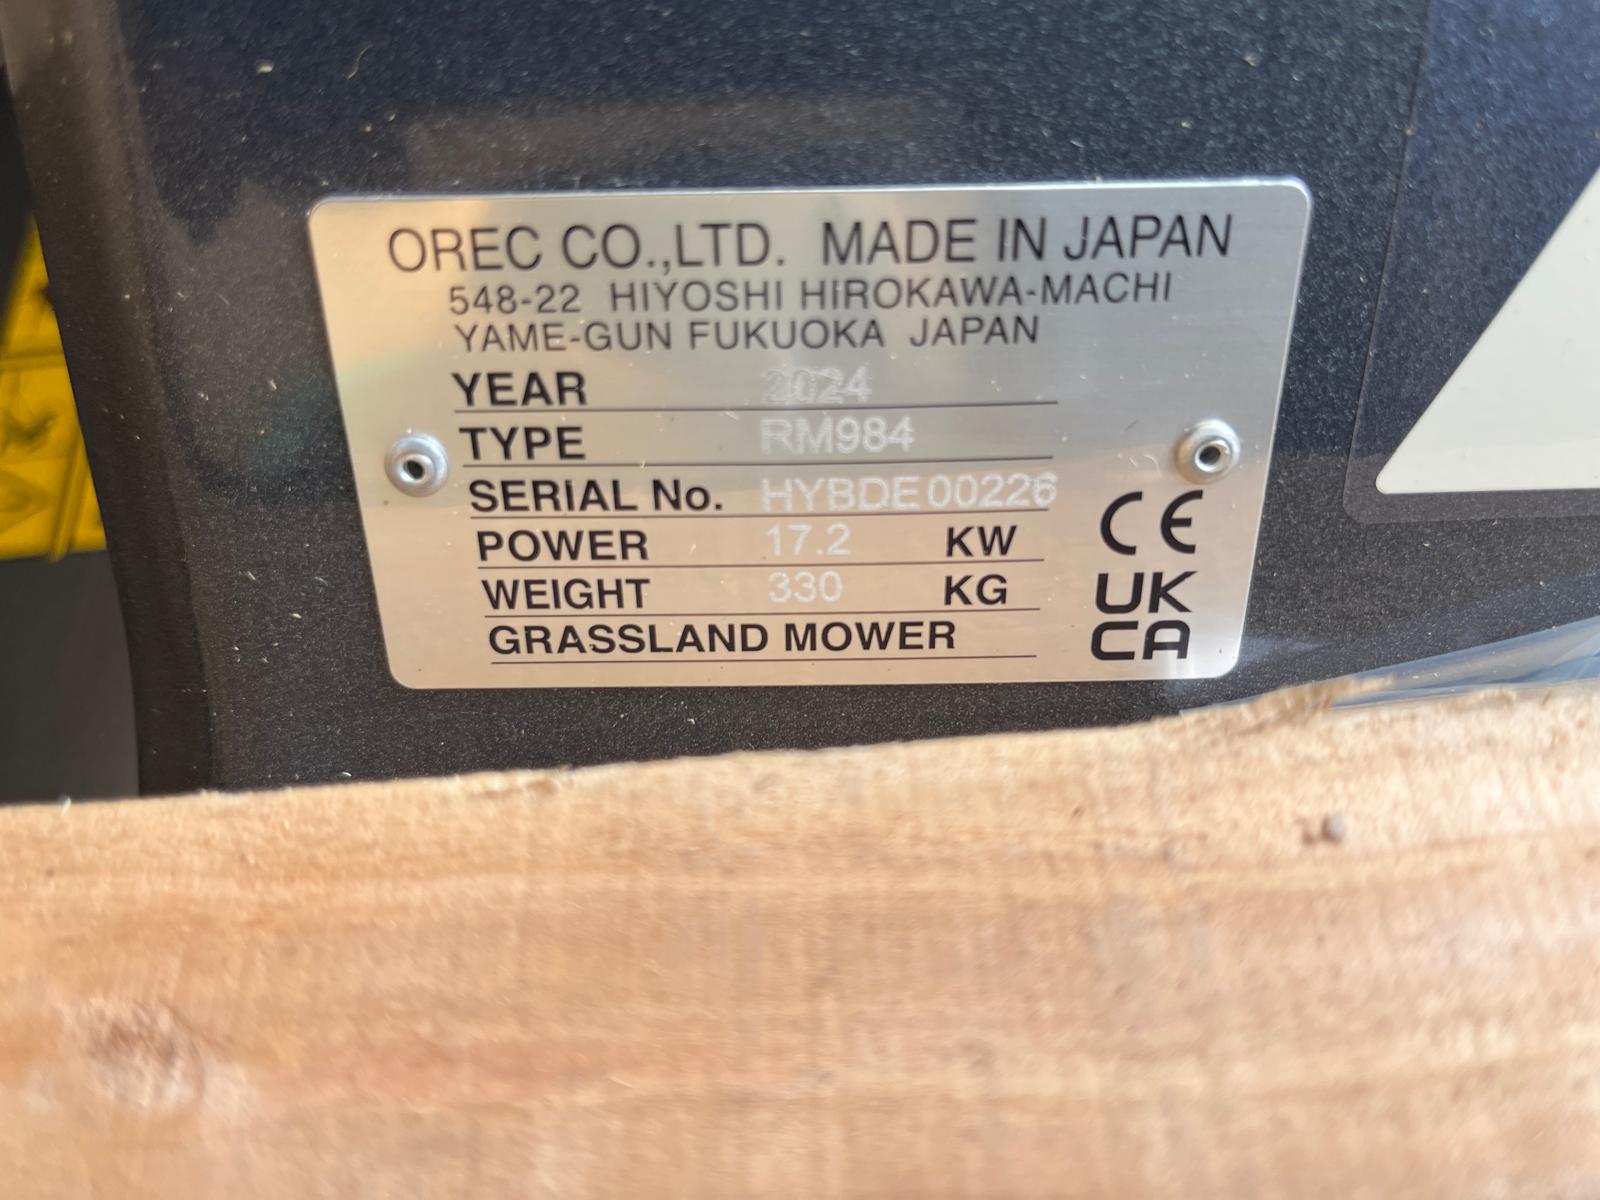 OREC CO.,LTD. MADE IN JAPAN
548-22 HIYOSHI HIROKAWA-MACHI
YAME-GUN FUKUOKA JAPAN
YEAR 2024
TYPE RM984
SERIAL No. HYBDE00226
POWER 17.2 KW
WEIGHT 330 KG
GRASSLAND MOWER
CE
UK
CA